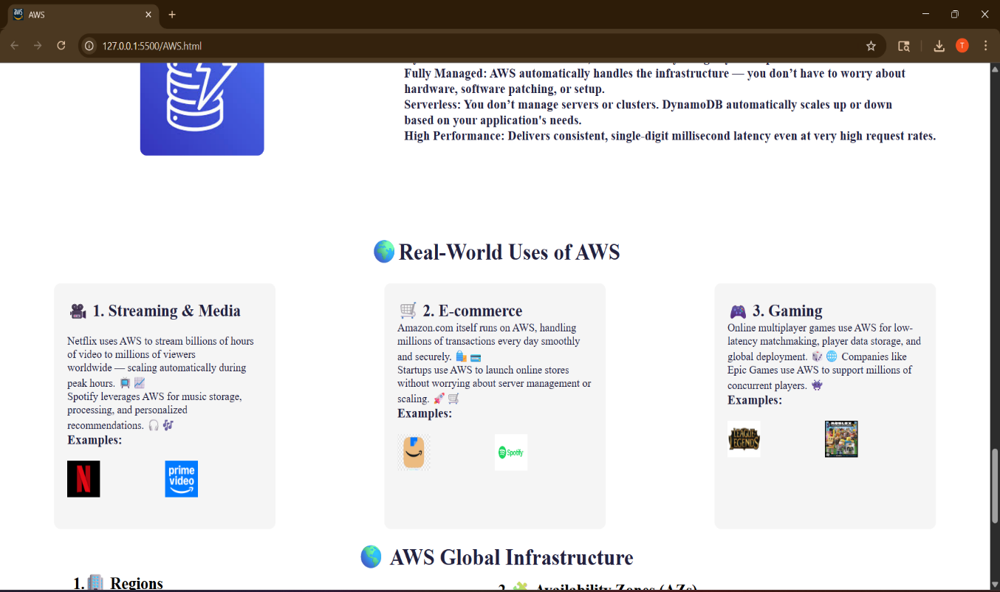 aws AWS
127.0.0.1:5500/AWS.html
T
Fully Managed: AWS automatically handles the infrastructure — you don’t have to worry about
hardware, software patching, or setup.
Serverless: You don’t manage servers or clusters. DynamoDB automatically scales up or down
based on your application's needs.
High Performance: Delivers consistent, single-digit millisecond latency even at very high request rates.
🌍 Real-World Uses of AWS
🎥 1. Streaming & Media
Netflix uses AWS to stream billions of hours
of video to millions of viewers
worldwide — scaling automatically during
peak hours. 📺 📈
Spotify leverages AWS for music storage,
processing, and personalized
recommendations. 🎧 🎶
Examples:
N
prime
video
🛒 2. E-commerce
Amazon.com itself runs on AWS, handling
millions of transactions every day smoothly
and securely. 🛍️ 💳
Startups use AWS to launch online stores
without worrying about server management or
scaling. 🚀 🛒
Examples:
Spotify
🎮 3. Gaming
Online multiplayer games use AWS for low-
latency matchmaking, player data storage, and
global deployment. 🎲 🌐 Companies like
Epic Games use AWS to support millions of
concurrent players. 👾
Examples:
LEAGUE
LEGENDS
ROBLOX
🌎 AWS Global Infrastructure
1. 🏢 Regions
2. 🧩 Availability Zones (AZs)